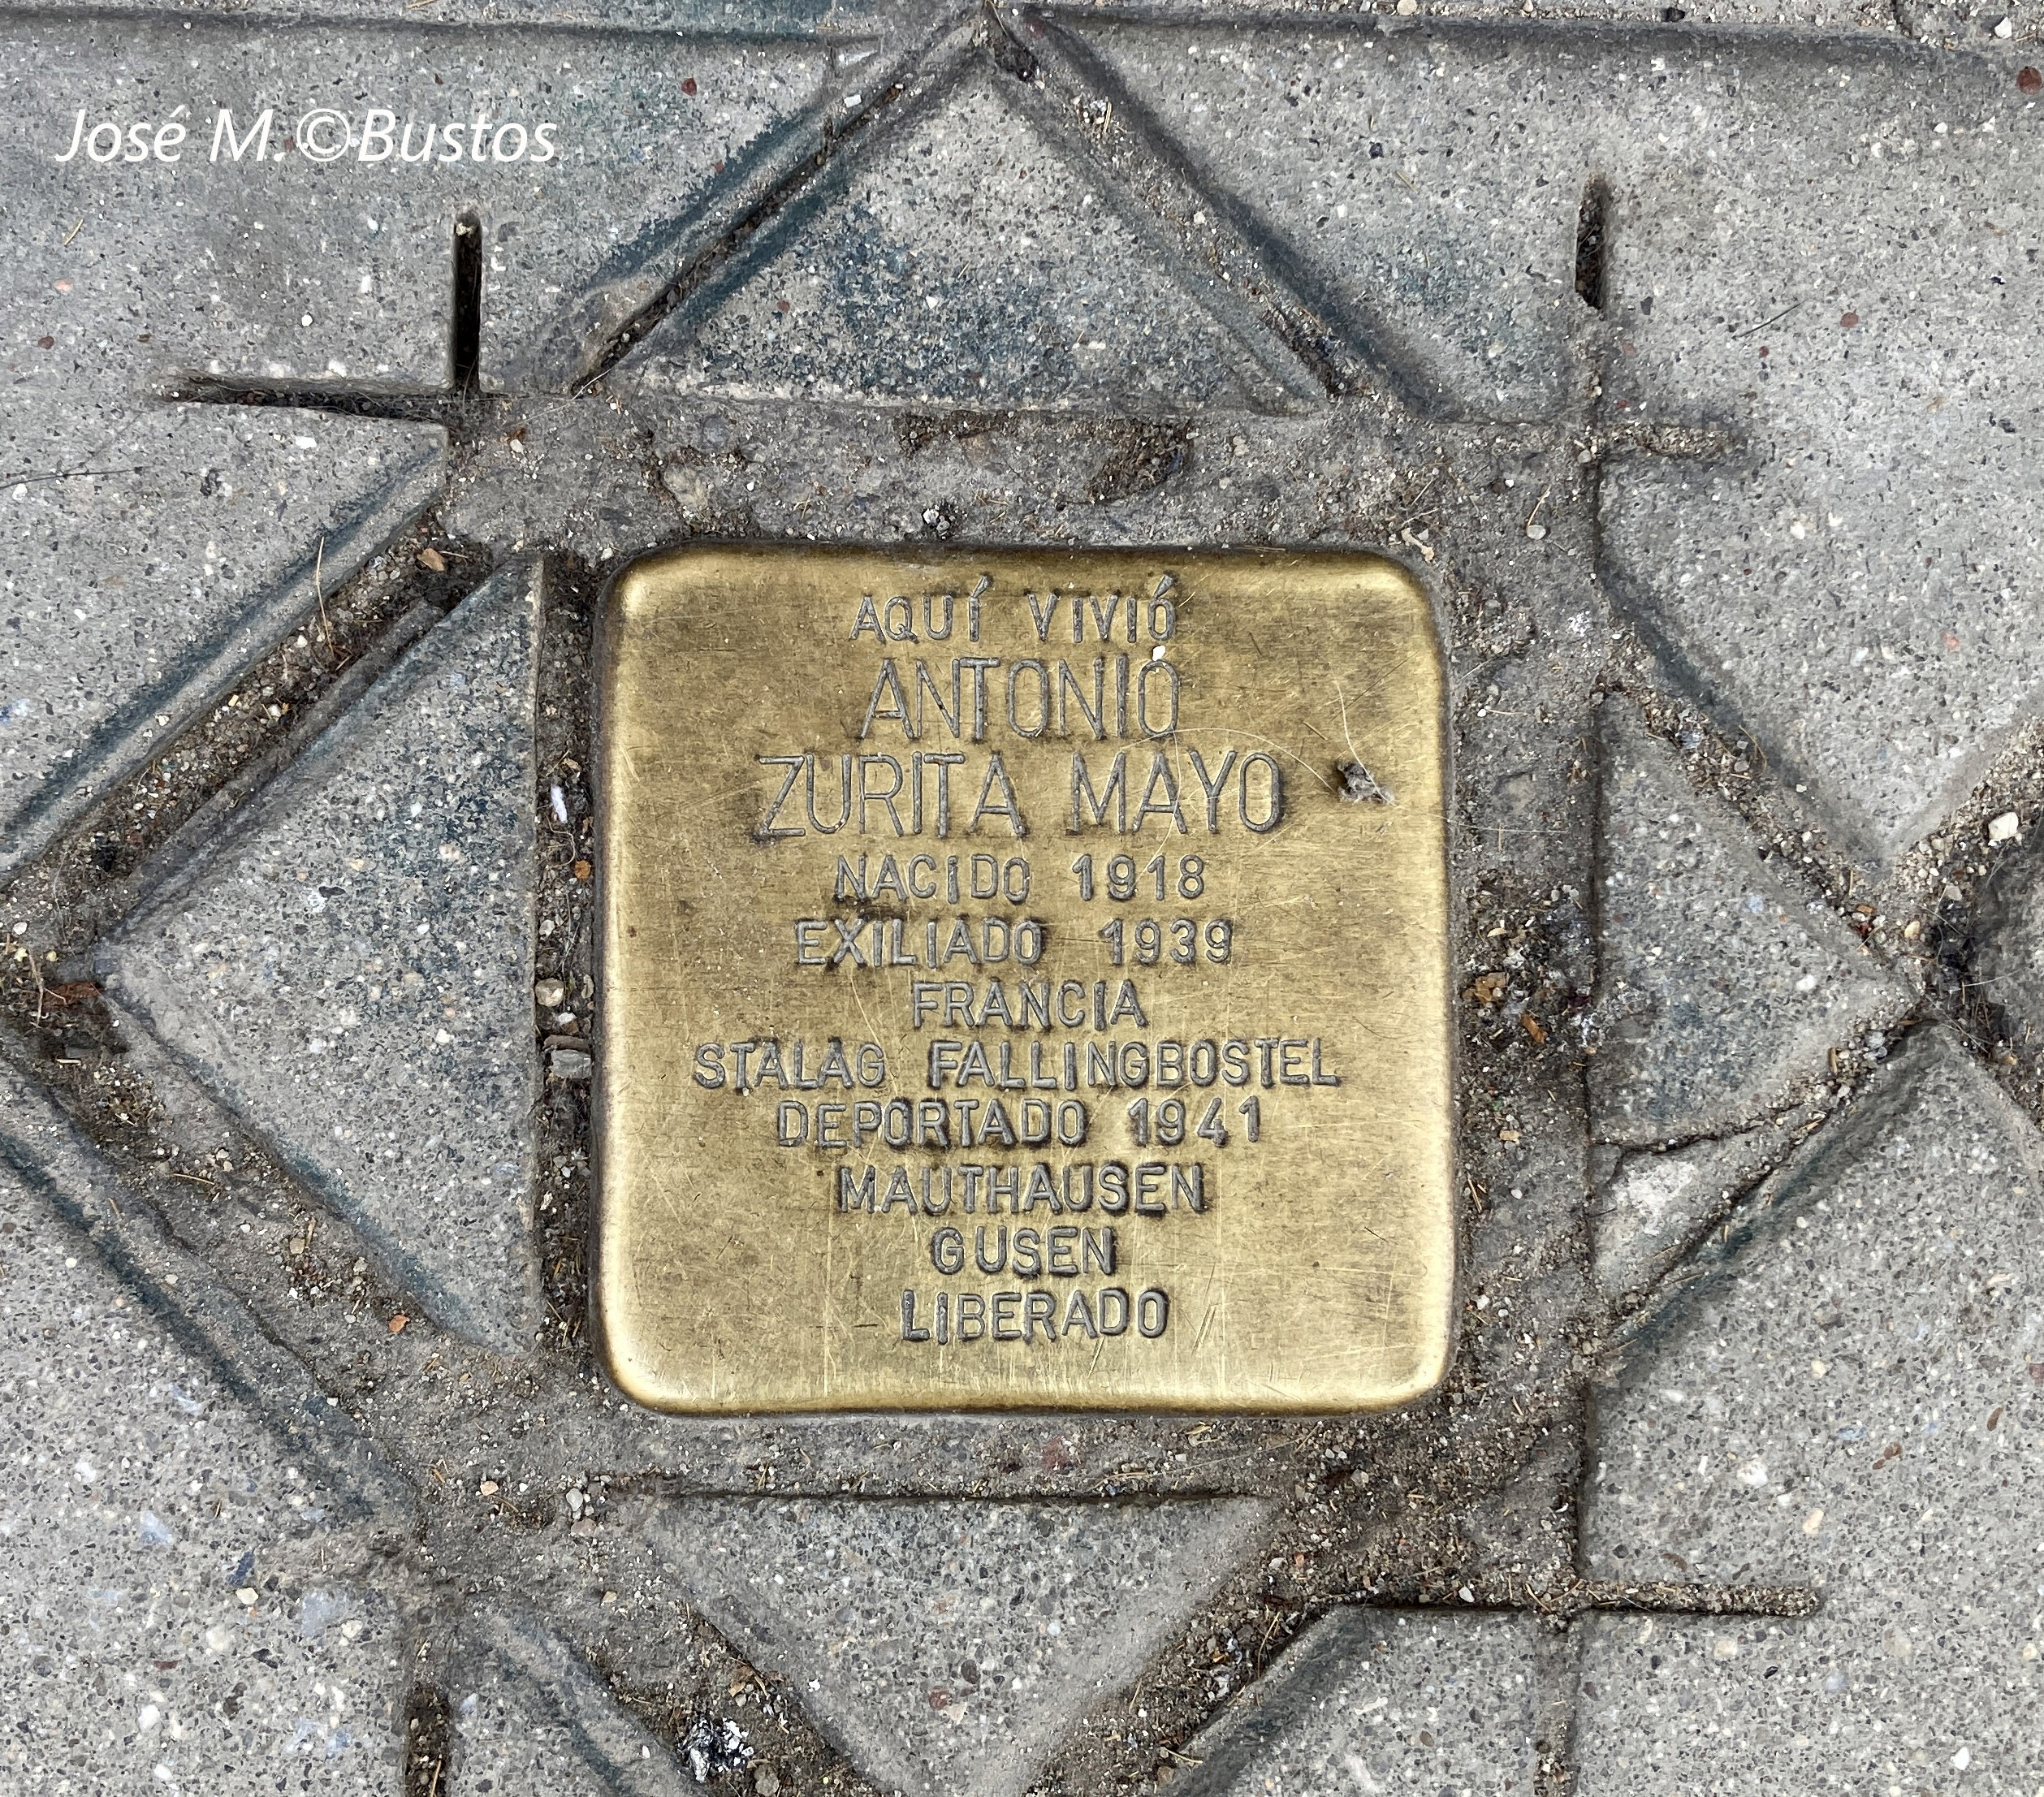 José M.©Bustos
AQUÍ VIVIÓ
ANTONIO
ZURITA MAYO
NACIDO 1918
EXILIADO 1939
FRANCIA
STALAG FALLINGBOSTEL
DEPORTADO 1941
MAUTHAUSEN
GUSEN
LIBERADO